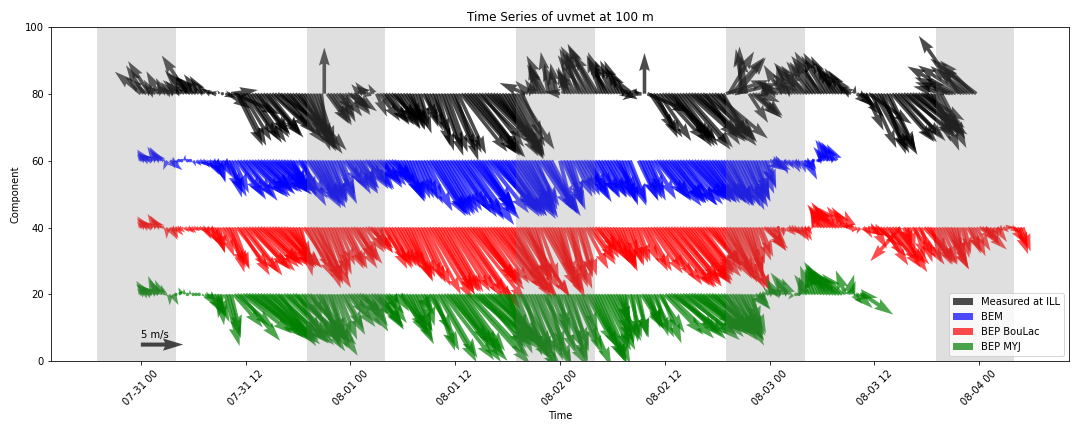 Time Series of uvmet at 100 m
Component
100
80
60
40
20
0
5 m/s
Measured at ILL
BEM
BEP BouLac
BEP MYJ
07-31 00
07-31 12
08-01 00
08-01 12
08-02 00
08-02 12
08-03 00
08-03 12
08-04 00
Time